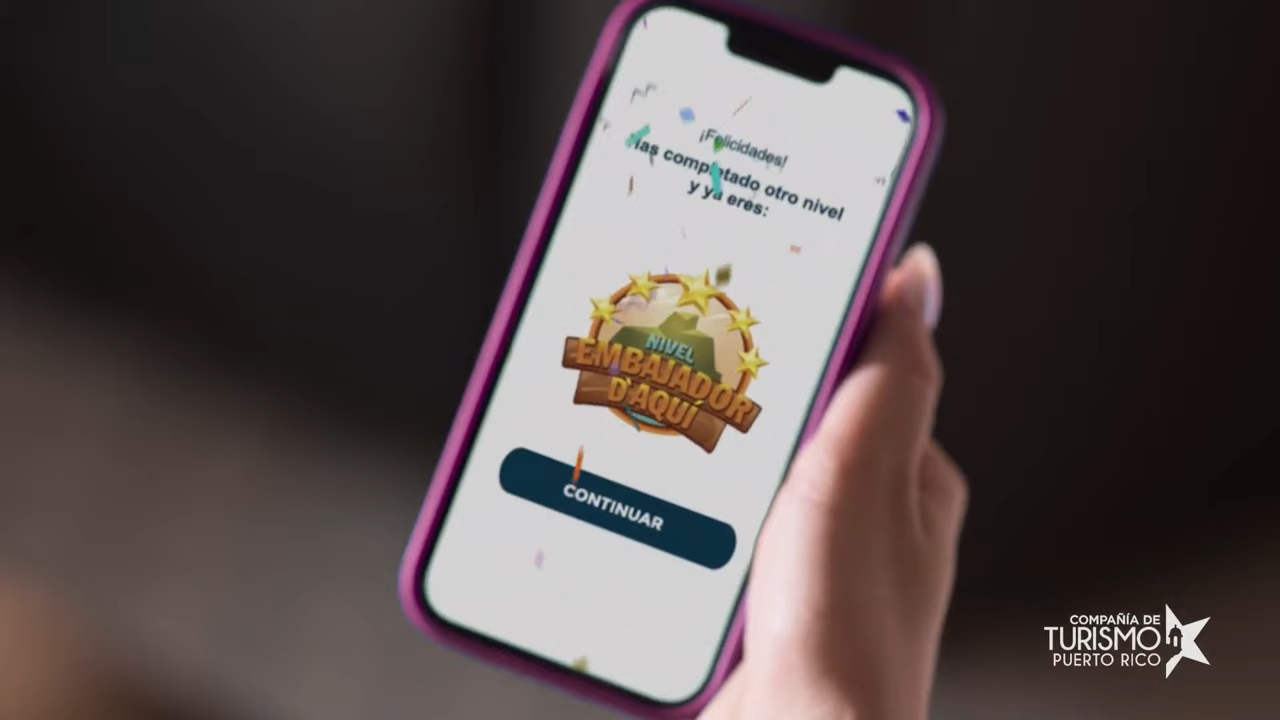 ¡Felicidades!
Has completado otro nivel
y ya eres:
NIVEL
EMBAJADOR
D'AQUÍ
CONTINUAR
COMPAÑÍA DE
TURISMO
PUERTO RICO